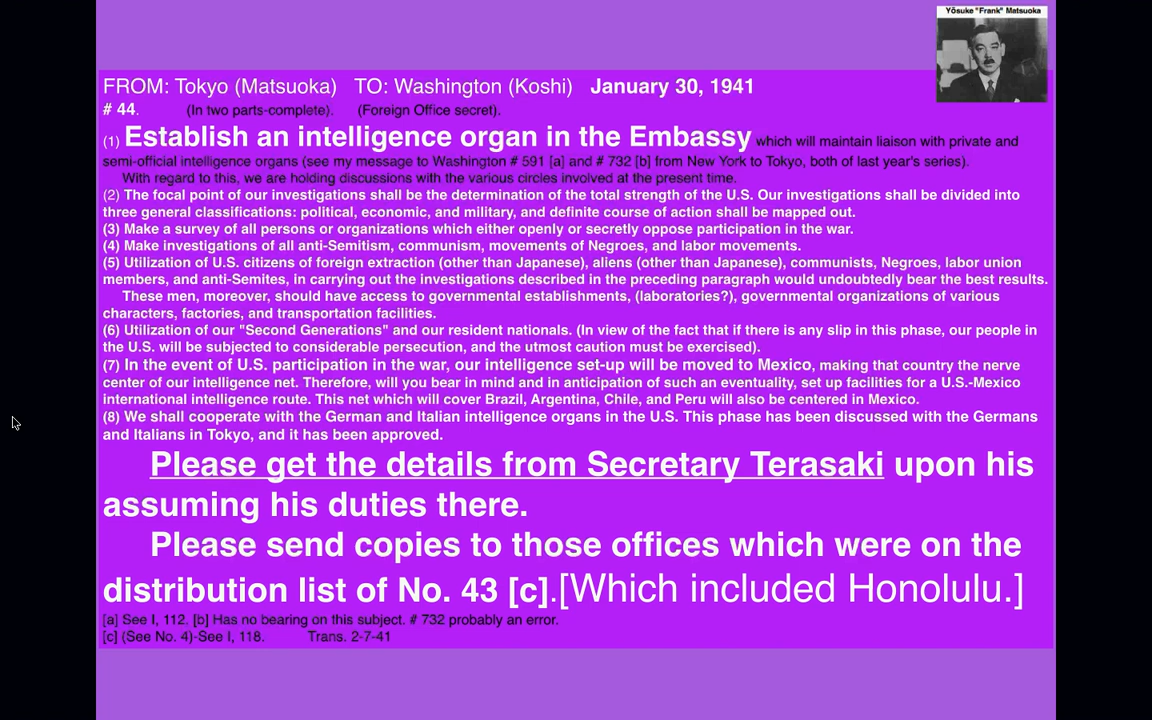 Yōsuke "Frank" Matsuoka
FROM: Tokyo (Matsuoka) TO: Washington (Koshi) January 30, 1941
# 44. (In two parts-complete). (Foreign Office secret).
(1) Establish an intelligence organ in the Embassy which will maintain liaison with private and
semi-official intelligence organs (see my message to Washington # 591 [a] and # 732 [b] from New York to Tokyo, both of last year's series).
With regard to this, we are holding discussions with the various circles involved at the present time.
(2) The focal point of our investigations shall be the determination of the total strength of the U.S. Our investigations shall be divided into
three general classifications: political, economic, and military, and definite course of action shall be mapped out.
(3) Make a survey of all persons or organizations which either openly or secretly oppose participation in the war.
(4) Make investigations of all anti-Semitism, communism, movements of Negroes, and labor movements.
(5) Utilization of U.S. citizens of foreign extraction (other than Japanese), aliens (other than Japanese), communists, Negroes, labor union
members, and anti-Semites, in carrying out the investigations described in the preceding paragraph would undoubtedly bear the best results.
These men, moreover, should have access to governmental establishments, (laboratories?), governmental organizations of various
characters, factories, and transportation facilities.
(6) Utilization of our "Second Generations" and our resident nationals. (In view of the fact that if there is any slip in this phase, our people in
the U.S. will be subjected to considerable persecution, and the utmost caution must be exercised).
(7) In the event of U.S. participation in the war, our intelligence set-up will be moved to Mexico, making that country the nerve
center of our intelligence net. Therefore, will you bear in mind and in anticipation of such an eventuality, set up facilities for a U.S.-Mexico
international intelligence route. This net which will cover Brazil, Argentina, Chile, and Peru will also be centered in Mexico.
(8) We shall cooperate with the German and Italian intelligence organs in the U.S. This phase has been discussed with the Germans
and Italians in Tokyo, and it has been approved.
Please get the details from Secretary Terasaki upon his
assuming his duties there.
Please send copies to those offices which were on the
distribution list of No. 43 [c].[Which included Honolulu.]
[a] See I, 112. [b] Has no bearing on this subject. # 732 probably an error.
[c] (See No. 4)-See I, 118. Trans. 2-7-41